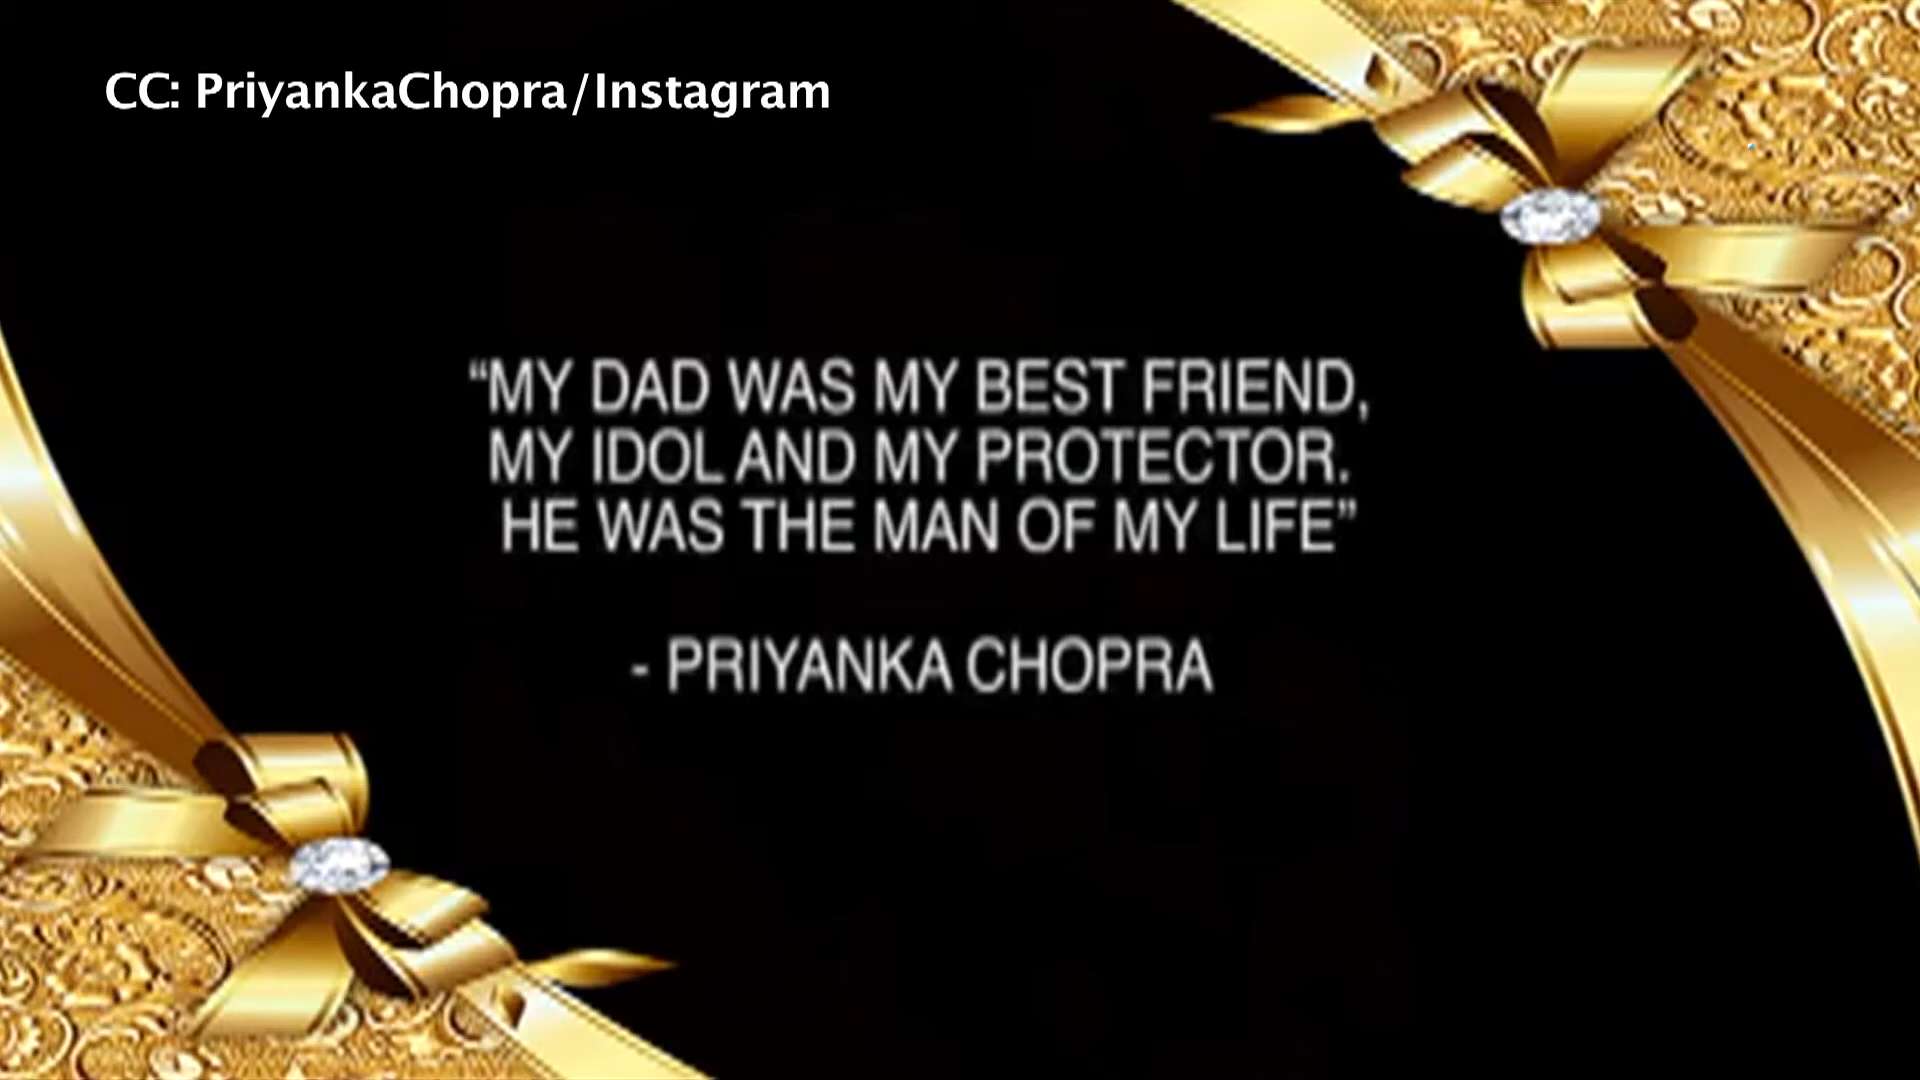 CC: PriyankaChopra/Instagram
“MY DAD WAS MY BEST FRIEND,
MY IDOL AND MY PROTECTOR.
HE WAS THE MAN OF MY LIFE”
- PRIYANKA CHOPRA